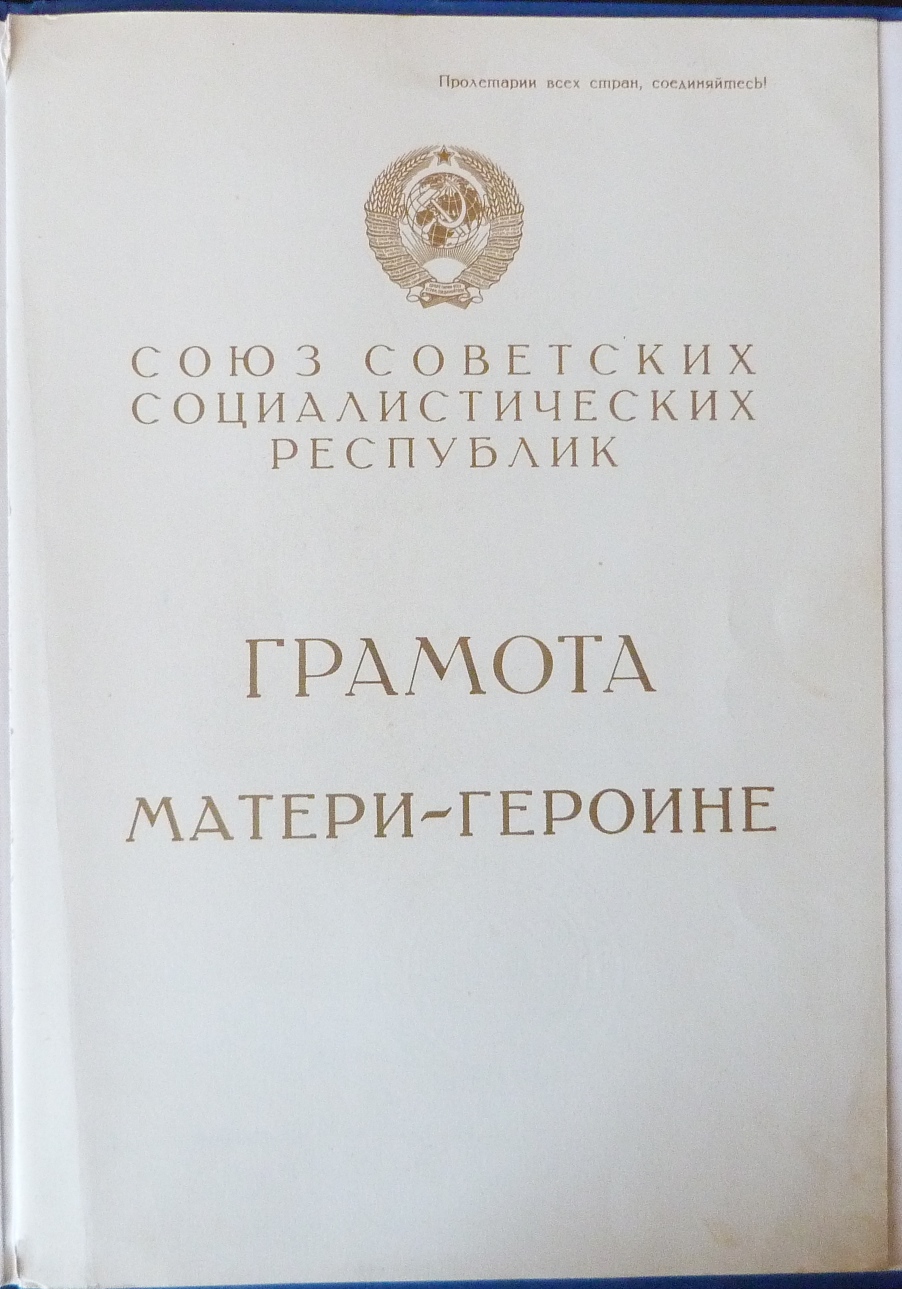 Пролетарии всех стран, соединяйтесь!
СОЮЗ СОВЕТСКИХ
СОЦИАЛИСТИЧЕСКИХ
РЕСПУБЛИК
ГРАМОТА
МАТЕРИ-ГЕРОИНЕ